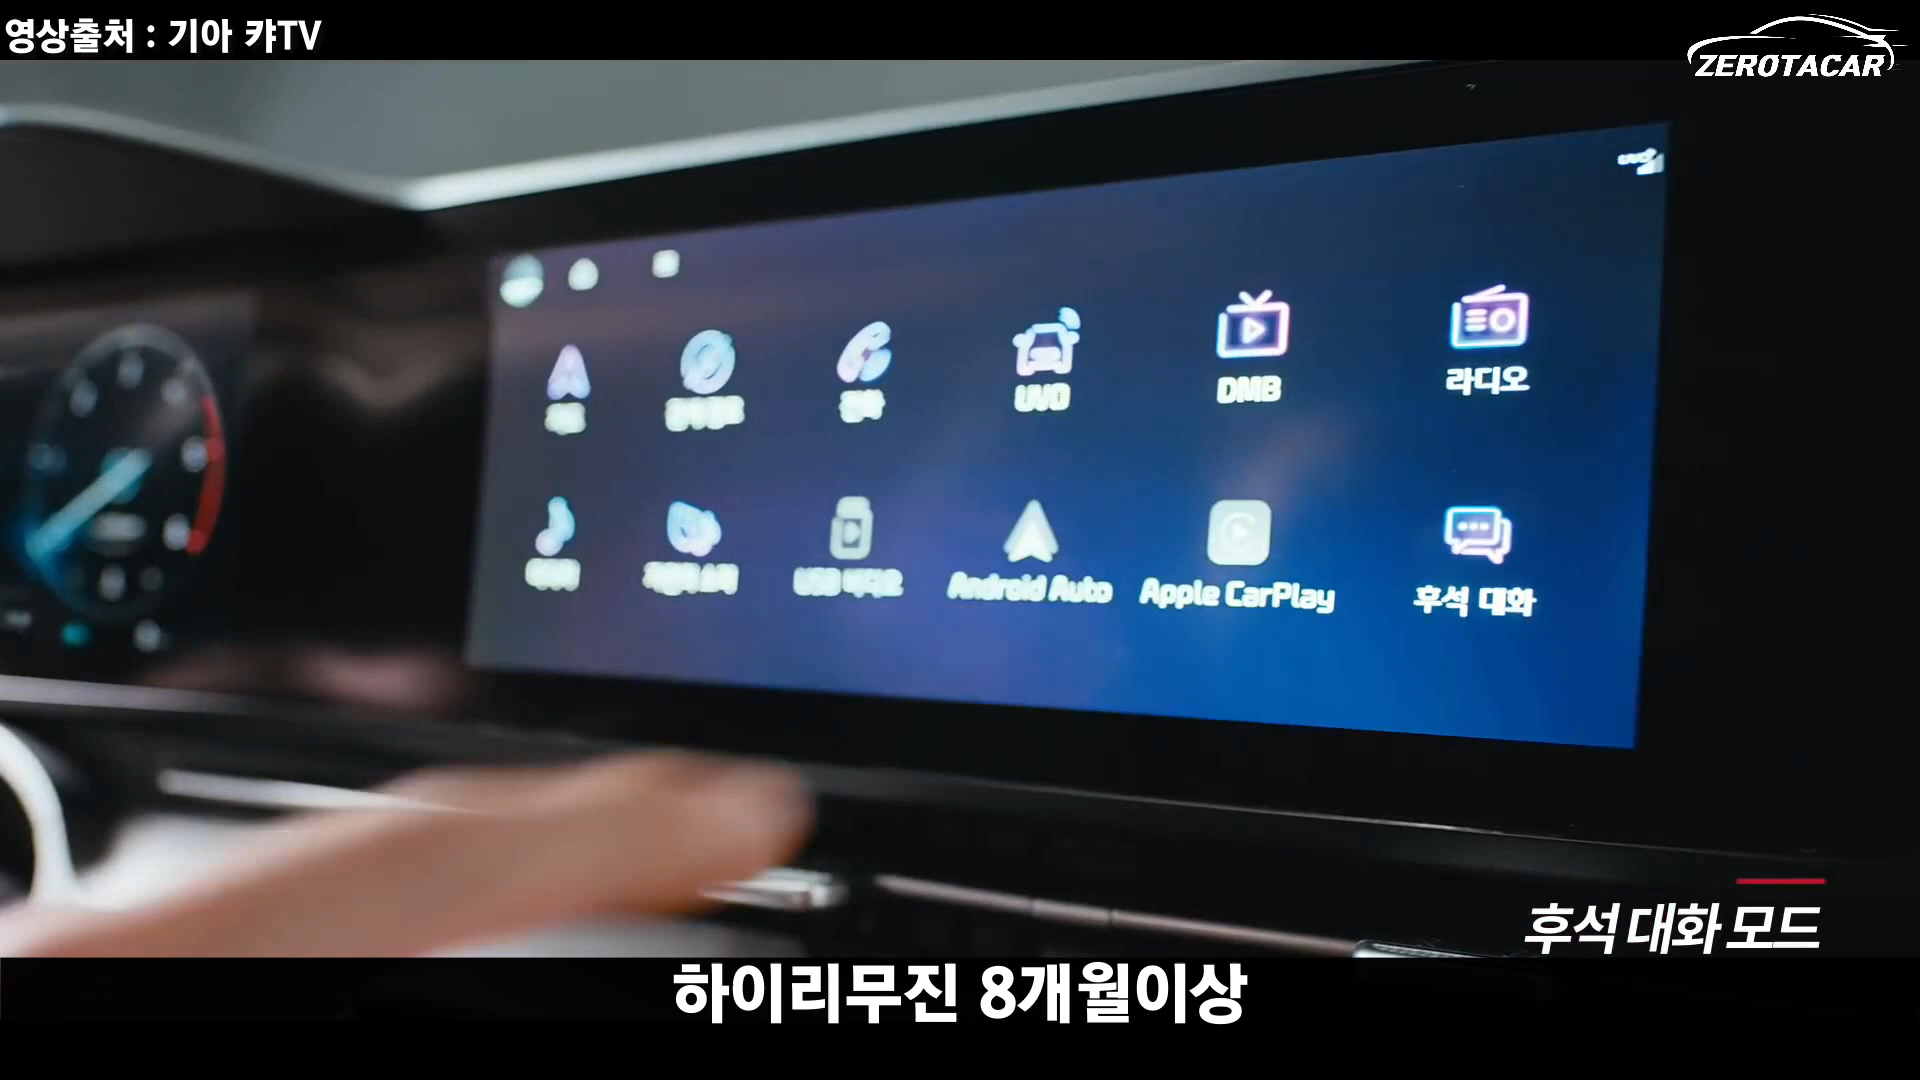 영상출처 : 기아 캬TV
ZEROTACAR
UVO
DMB
라디오
Android Auto
Apple CarPlay
후석 대화
후석 대화 모드
하이리무진 8개월이상